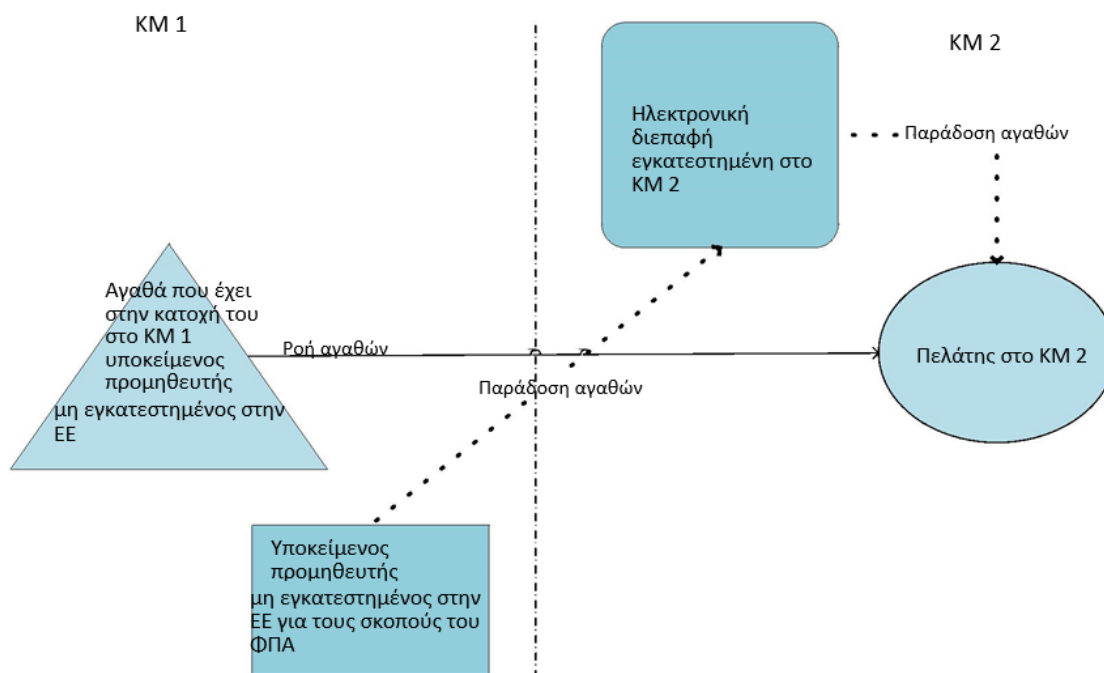 ΚΜ 1
ΚΜ 2
Ηλεκτρονική
διεπαφή
εγκατεστημένη στο
ΚΜ 2
Παράδοση αγαθών
Αγαθά που έχει
στην κατοχή του
στο ΚΜ 1
υποκείμενος
προμηθευτής
μη εγκατεστημένος στην
ΕΕ
Ροή αγαθών
Παράδοση αγαθών
Πελάτης στο ΚΜ 2
Υποκείμενος
προμηθευτής
μη εγκατεστημένος στην
ΕΕ για τους σκοπούς του
ΦΠΑ